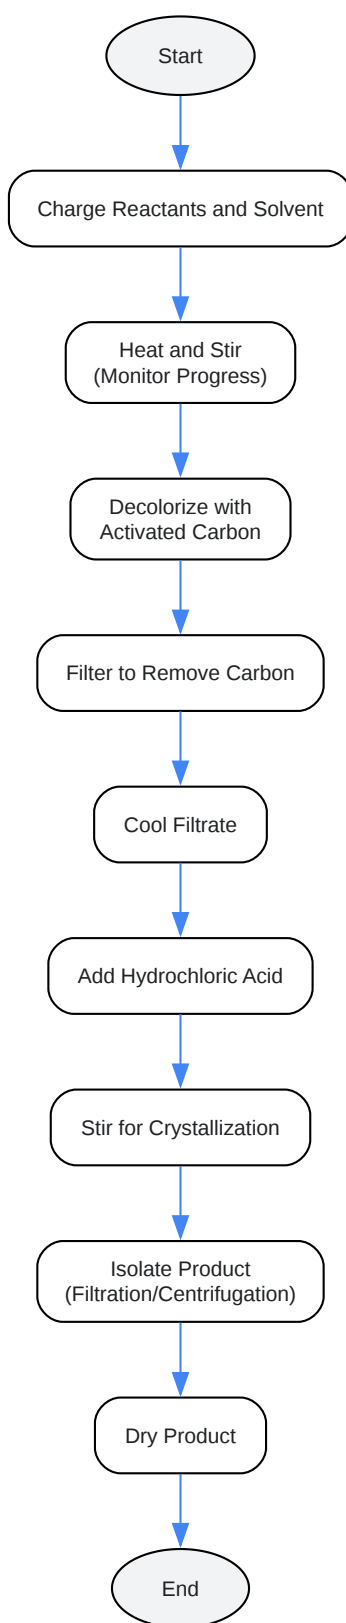 Start
Charge Reactants and Solvent
Heat and Stir
(Monitor Progress)
Decolorize with
Activated Carbon
Filter to Remove Carbon
Cool Filtrate
Add Hydrochloric Acid
Stir for Crystallization
Isolate Product
(Filtration/Centrifugation)
Dry Product
End